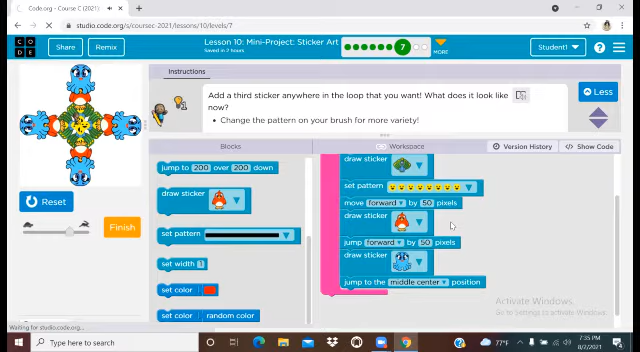 Code.org
studio.code.org/s/coursec-2021/lessons/10/levels/7
C O
D E
Share
Remix
Lesson 10: Mini-Project: Sticker Art
Saved in 2 hours
7
MORE
Student1
Instructions
Add a third sticker anywhere in the loop that you want! What does it look like
now?
• Change the pattern on your brush for more variety!
Less
Blocks
Workspace
Version History
Show Code
jump to 200 over 200 down
draw sticker
set pattern
set width 1
set color
set color random color
draw sticker
set pattern
move forward by 50 pixels
draw sticker
jump forward by 50 pixels
draw sticker
jump to the middle center position
Reset
Finish
Activate Windows
Go to Settings to activate Windows.
Waiting for studio.code.org...
Type here to search
77°F
7:35 PM
8/2/2021